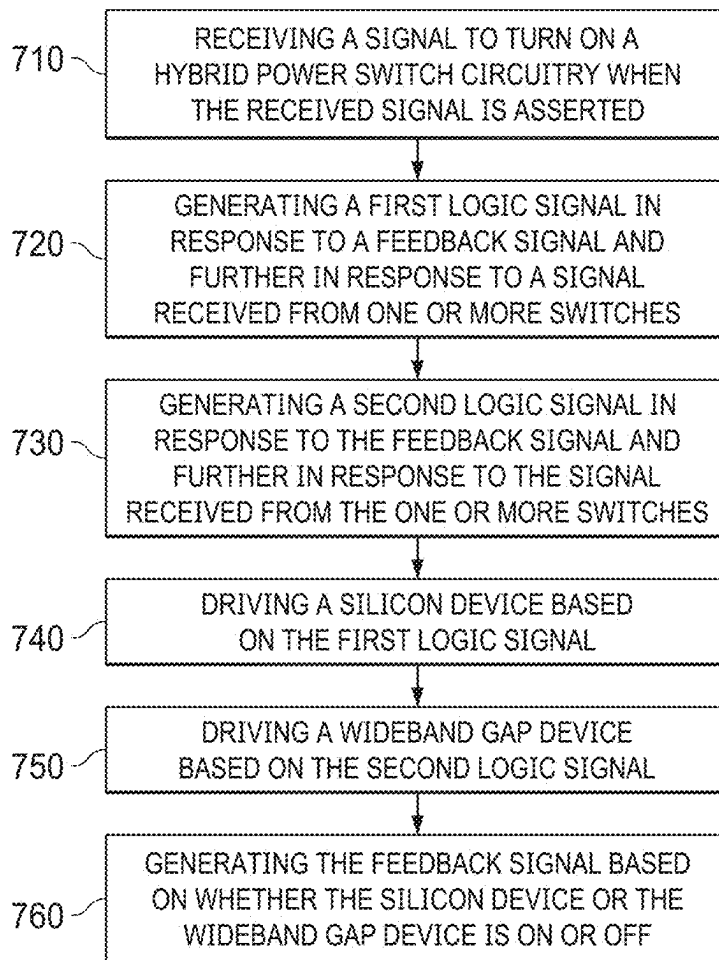 710
RECEIVING A SIGNAL TO TURN ON A
HYBRID POWER SWITCH CIRCUITRY WHEN
THE RECEIVED SIGNAL IS ASSERTED
720
GENERATING A FIRST LOGIC SIGNAL IN
RESPONSE TO A FEEDBACK SIGNAL AND
FURTHER IN RESPONSE TO A SIGNAL
RECEIVED FROM ONE OR MORE SWITCHES
730
GENERATING A SECOND LOGIC SIGNAL IN
RESPONSE TO THE FEEDBACK SIGNAL AND
FURTHER IN RESPONSE TO THE SIGNAL
RECEIVED FROM THE ONE OR MORE SWITCHES
740
DRIVING A SILICON DEVICE BASED
ON THE FIRST LOGIC SIGNAL
750
DRIVING A WIDEBAND GAP DEVICE
BASED ON THE SECOND LOGIC SIGNAL
760
GENERATING THE FEEDBACK SIGNAL BASED
ON WHETHER THE SILICON DEVICE OR THE
WIDEBAND GAP DEVICE IS ON OR OFF